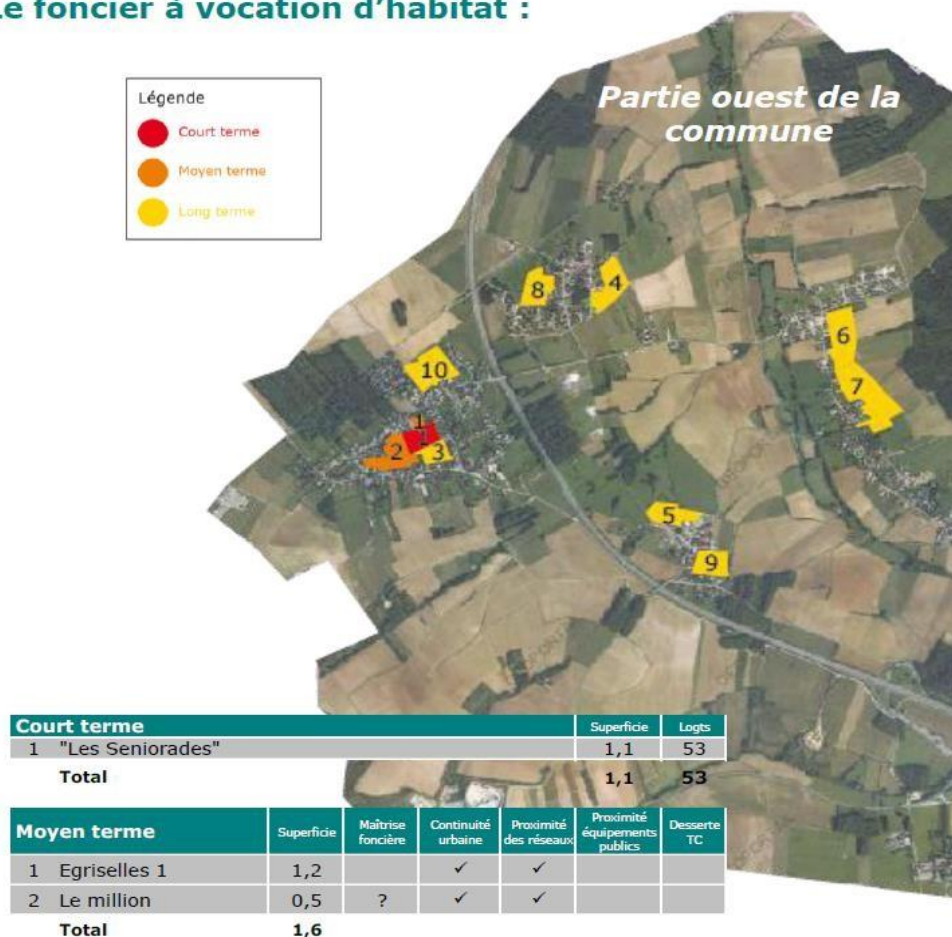 Le foncier à vocation d’habitat :
Légende
Court terme
Moyen terme
Long terme
Partie ouest de la
commune
8
4
6
10
7
1
1
2
3
5
9
Court terme Superficie Logts
1 "Les Seniorades" 1,1 53
Total 1,1 53
Moyen terme Superficie Maîtrise foncière Continuité urbaine Proximité des réseaux Proximité équipements publics Desserte TC
1 Egriselles 1 1,2 ✓ ✓
2 Le million 0,5 ? ✓ ✓
Total 1,6